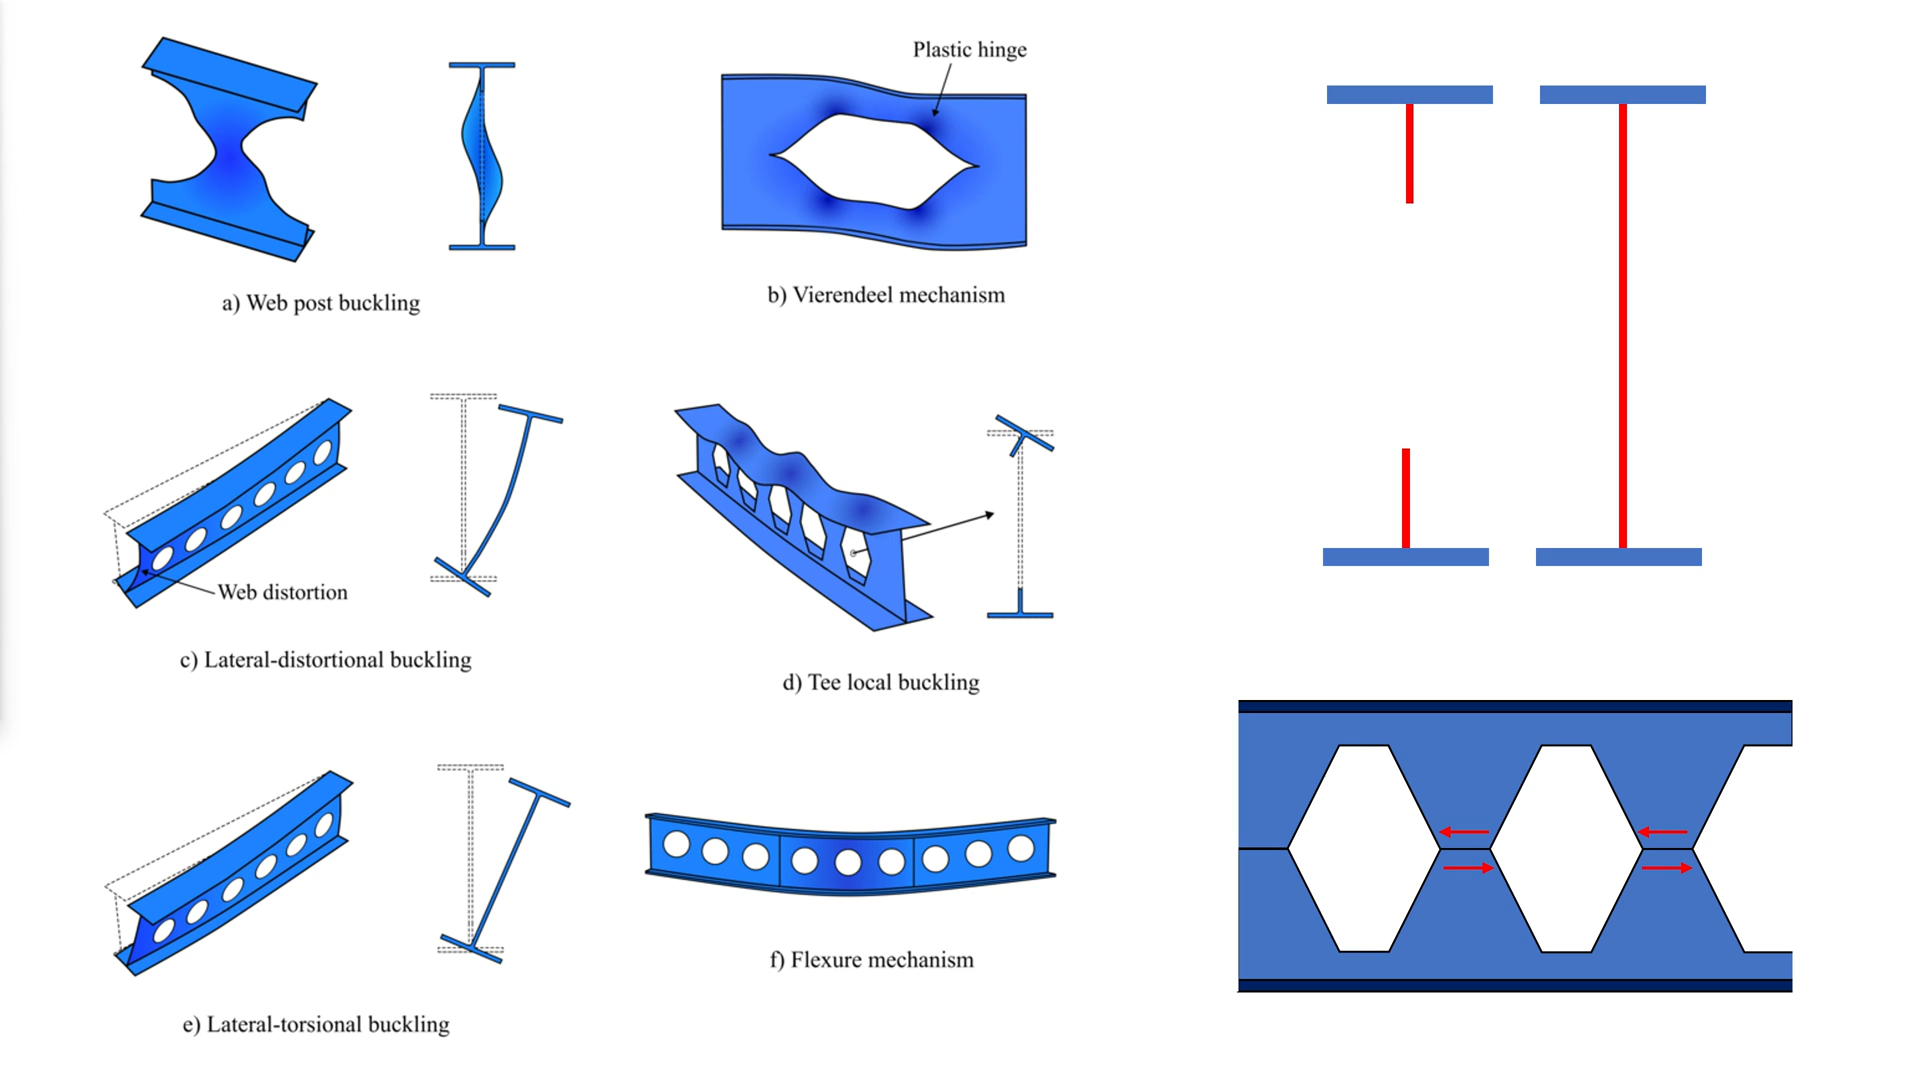 Plastic hinge
a) Web post buckling
b) Vierendeel mechanism
Web distortion
c) Lateral-distortional buckling
d) Tee local buckling
e) Lateral-torsional buckling
f) Flexure mechanism